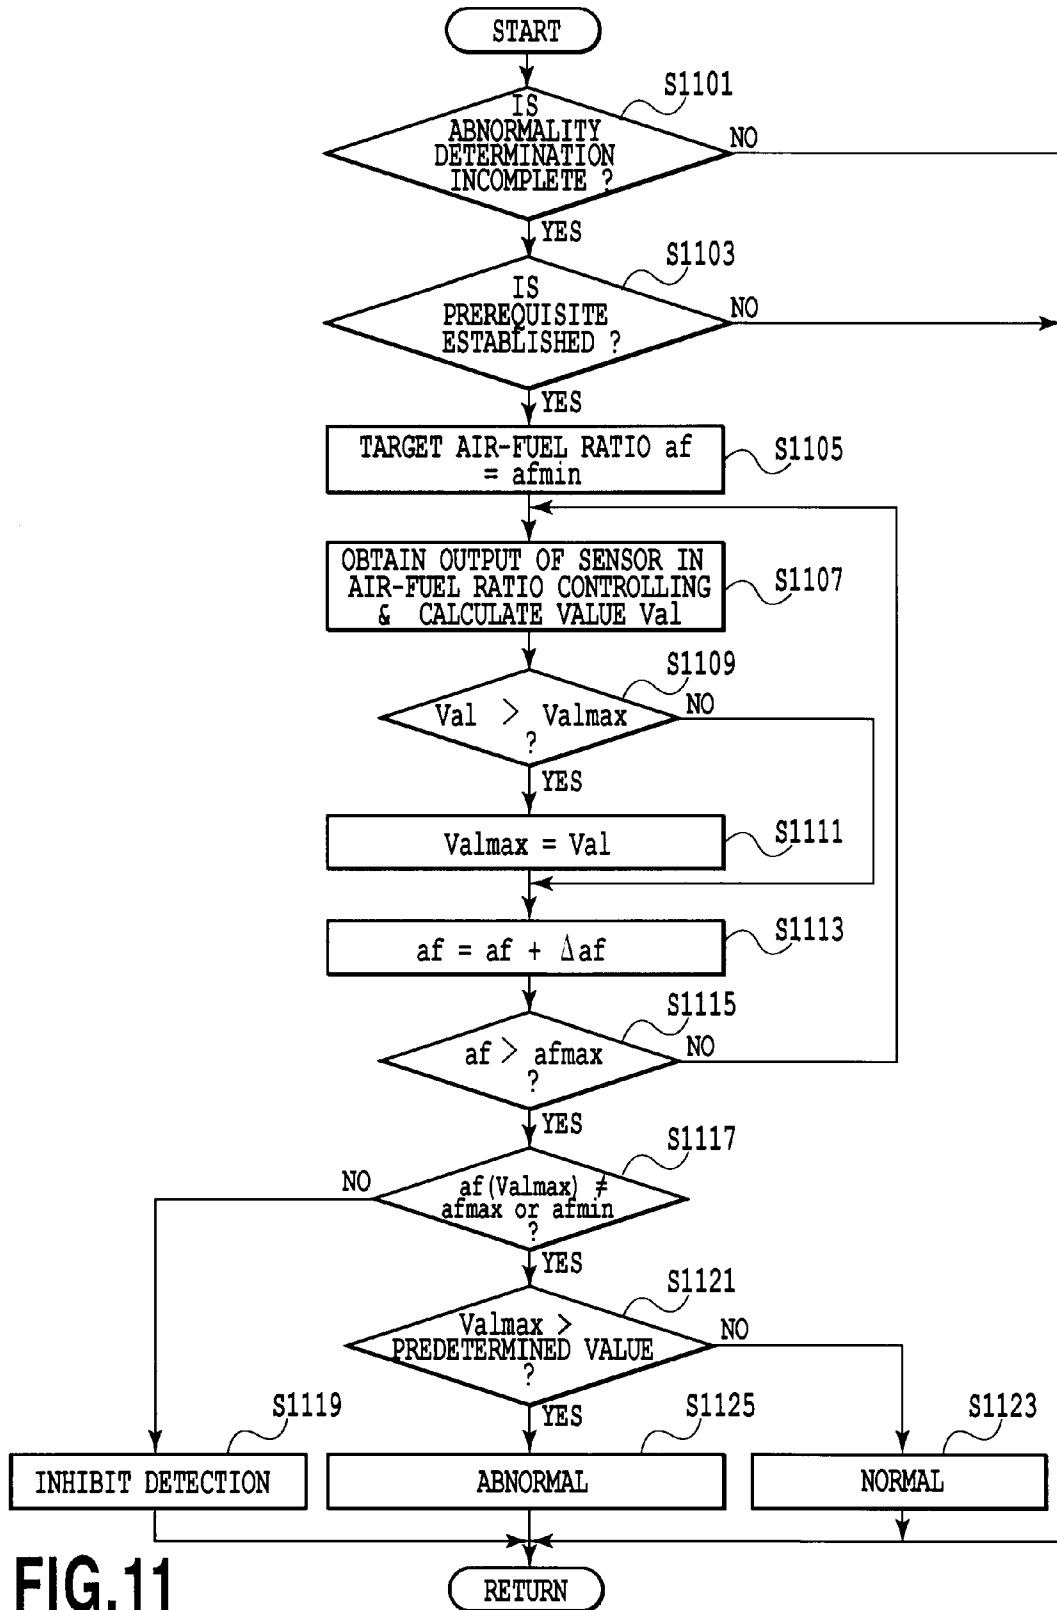 START
S1101
IS
ABNORMALITY
DETERMINATION
INCOMPLETE ?
NO
YES
S1103
IS
PREREQUISITE
ESTABLISHED ?
NO
YES
TARGET AIR-FUEL RATIO af
= afmin
S1105
OBTAIN OUTPUT OF SENSOR IN
AIR-FUEL RATIO CONTROLLING
& CALCULATE VALUE Val
S1107
S1109
Val > Valmax
?
NO
YES
Valmax = Val
S1111
af = af + Δaf
S1113
S1115
af > afmax
?
NO
YES
S1117
af(Valmax) ≠
afmax or afmin
?
NO
YES
S1121
Valmax >
PREDETERMINED VALUE
?
NO
YES
S1119
INHIBIT DETECTION
S1125
ABNORMAL
S1123
NORMAL
RETURN
FIG.11